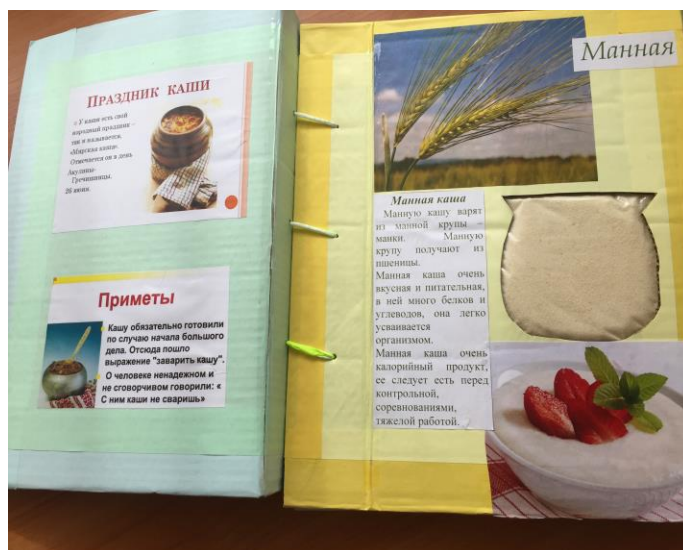 ПРАЗДНИК КАШИ
« У каши есть свой
народный праздник –
так и называется,
«Мирская каша».
Отмечается он в день
Акулины-
Гречишницы.
26 июня.
Приметы
Кашу обязательно готовили
по случаю начала большого
дела. Отсюда пошло
выражение "заварить кашу".
О человеке ненадежном и
не сговорчивом говорили: «
С ним каши не сваришь»
Манная
Манная каша
Манную кашу варят
из манной крупы –
манки. Манную
крупу получают из
пшеницы.
Манная каша очень
вкусная и питательная,
в ней много белков и
углеводов, она легко
усваивается
организмом.
Манная каша очень
калорийный продукт,
ее следует есть перед
контрольной,
соревнованиями,
тяжелой работой.